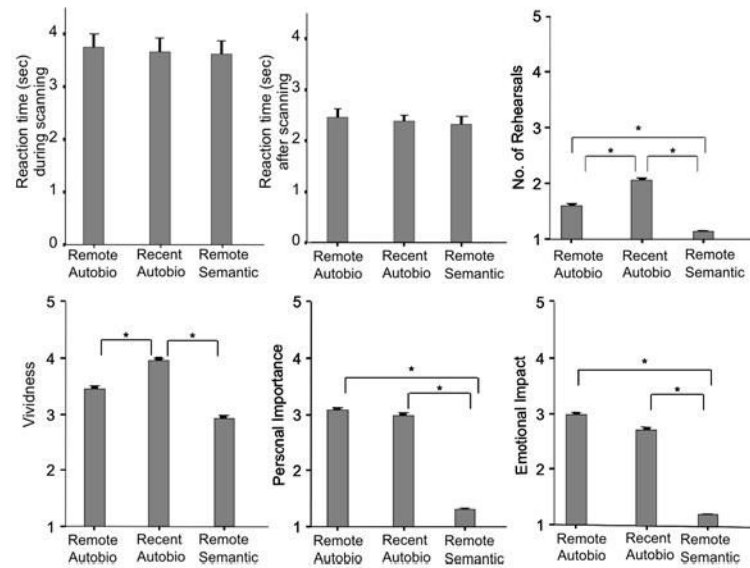 Reaction time (sec)
during scanning
4
3
2
1
0
Remote
Autobio
Recent
Autobio
Remote
Semantic
Reaction time (sec)
after scanning
4
3
2
1
0
Remote
Autobio
Recent
Autobio
Remote
Semantic
No. of Rehearsals
5
4
3
2
1
*
*
*
Remote
Autobio
Recent
Autobio
Remote
Semantic
Vividness
5
4
3
2
1
*
*
Remote
Autobio
Recent
Autobio
Remote
Semantic
Personal Importance
5
4
3
2
1
*
*
Remote
Autobio
Recent
Autobio
Remote
Semantic
Emotional Impact
5
4
3
2
1
*
*
Remote
Autobio
Recent
Autobio
Remote
Semantic